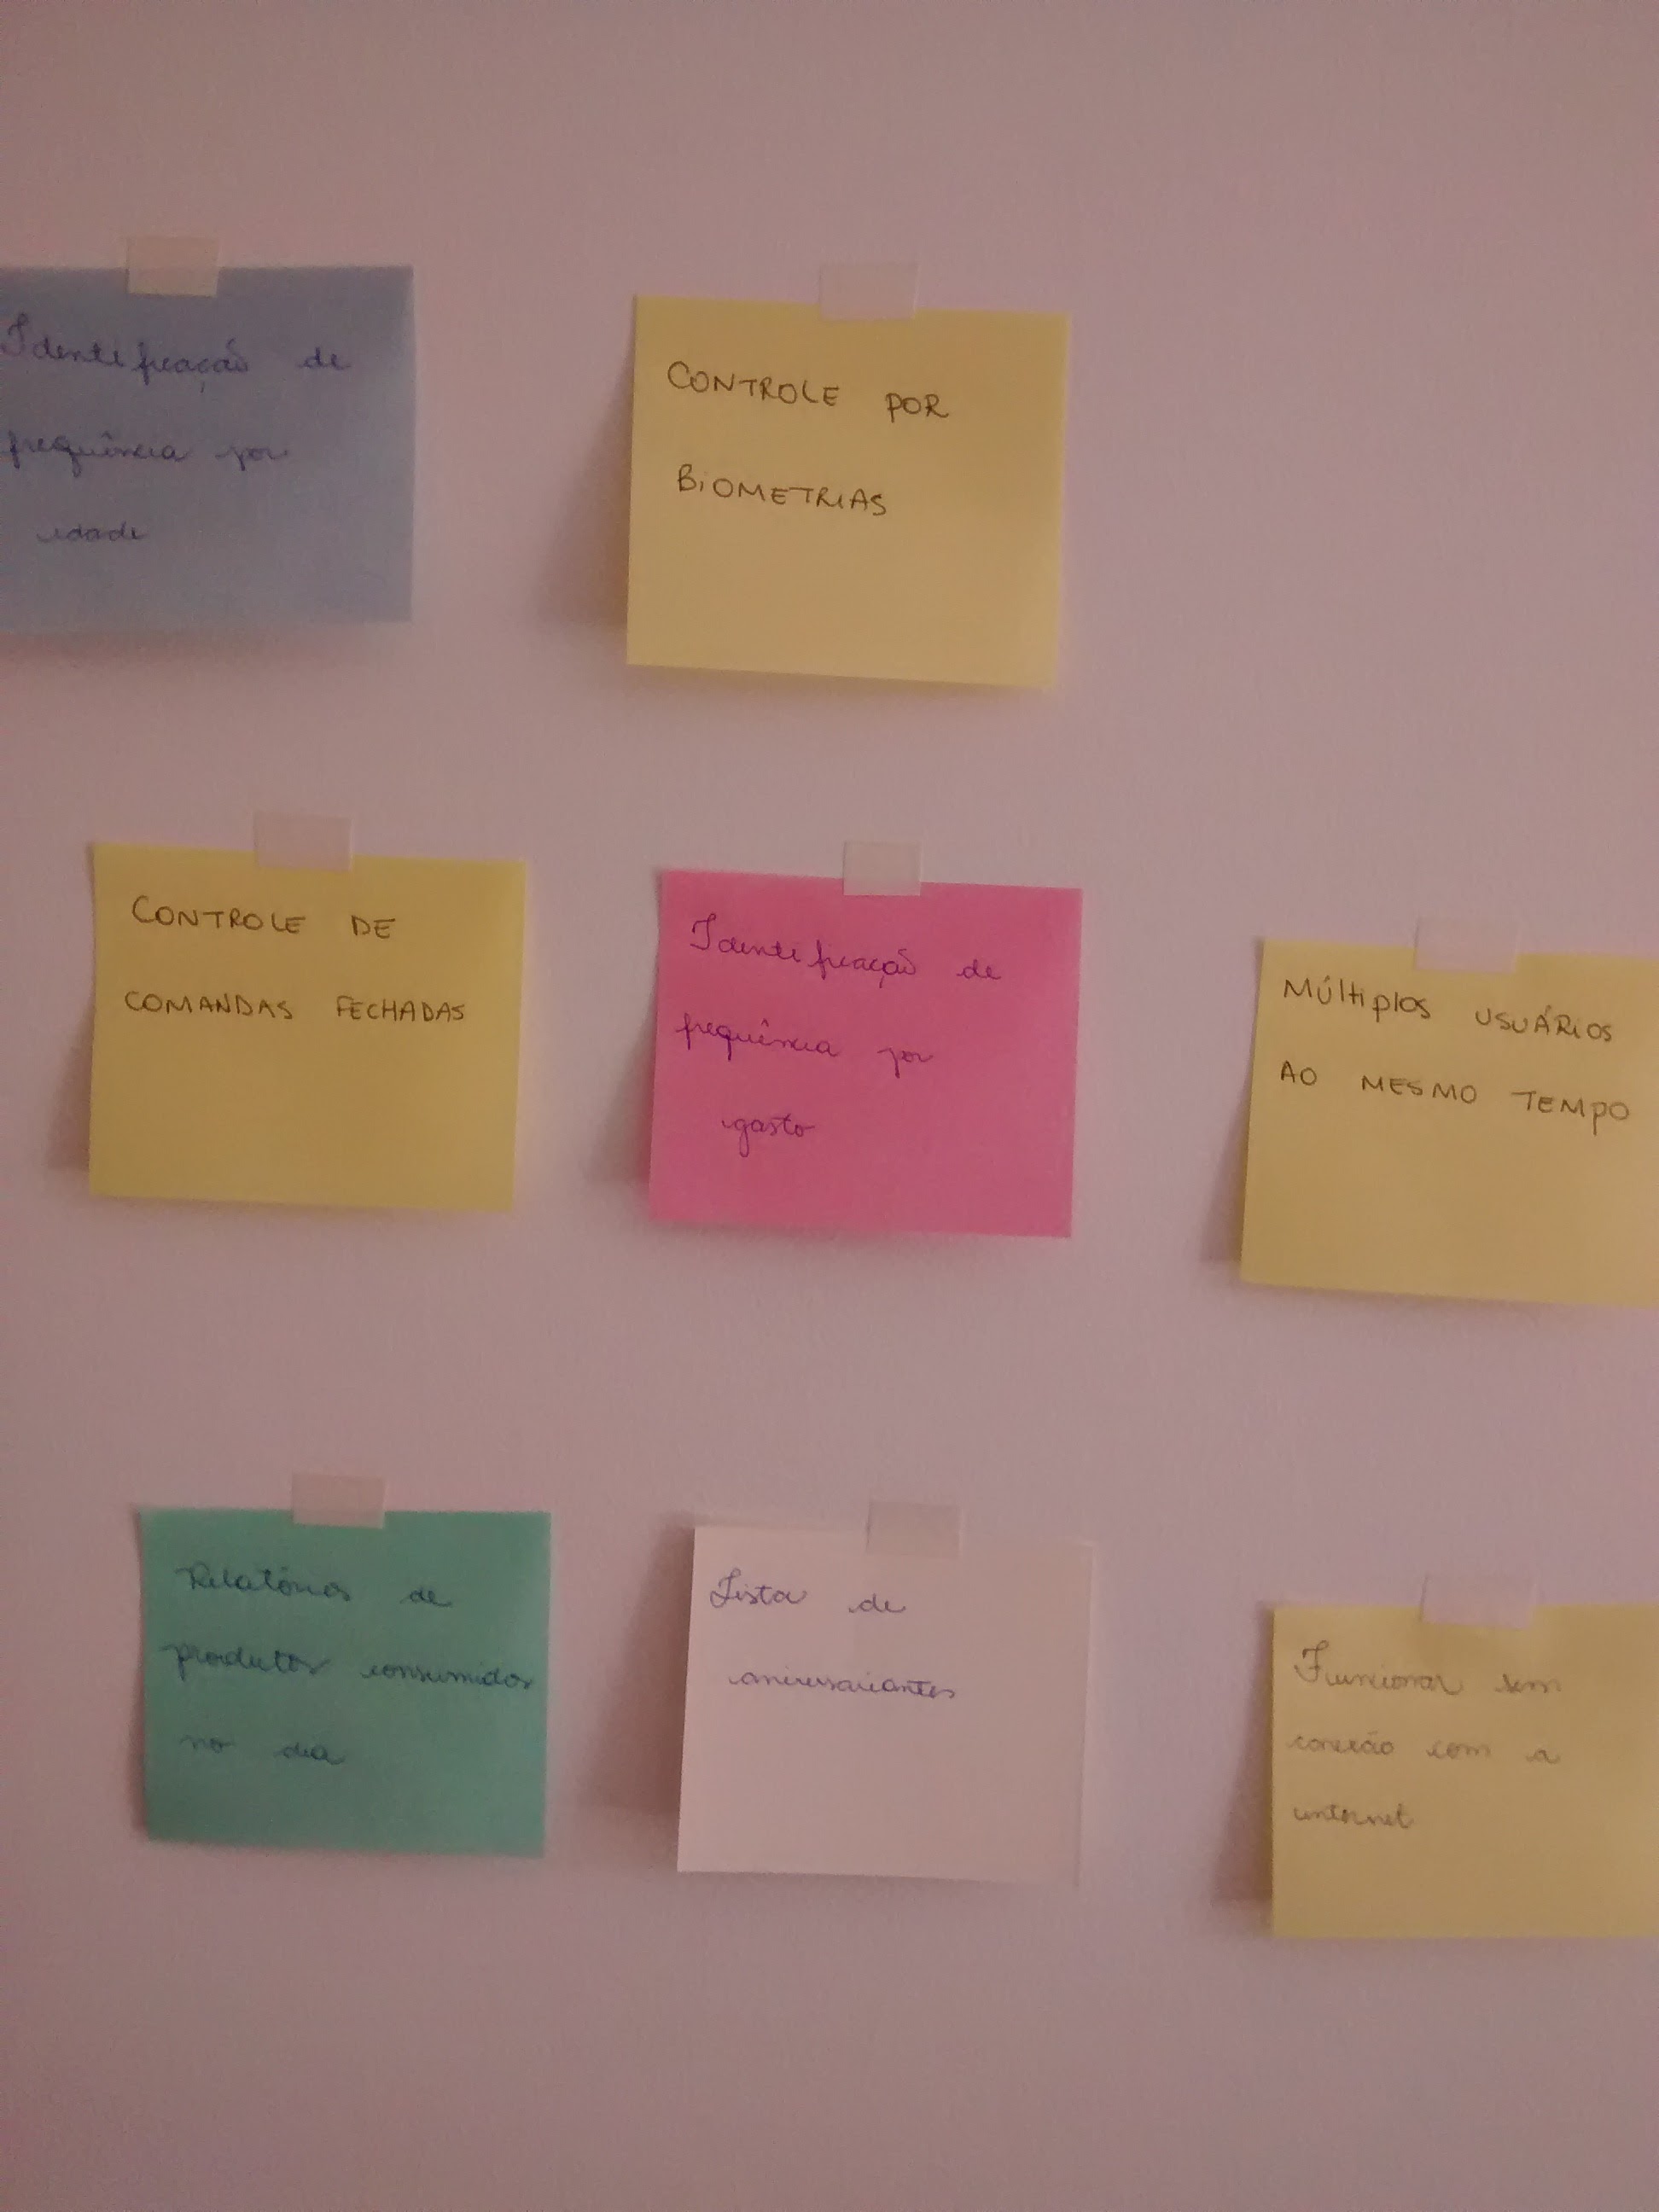 Identificação de
frequência por
idade
CONTROLE POR
BIOMETRIAS
CONTROLE DE
COMANDAS FECHADAS
Identificação de
frequência por
gasto
MÚltiplos USUÁRIOS
AO MESMO TEMPO
Relatórios de
produtos consumidos
no dia
Lista de
aniversariantes
Funcionar sem
conexão com a
internet